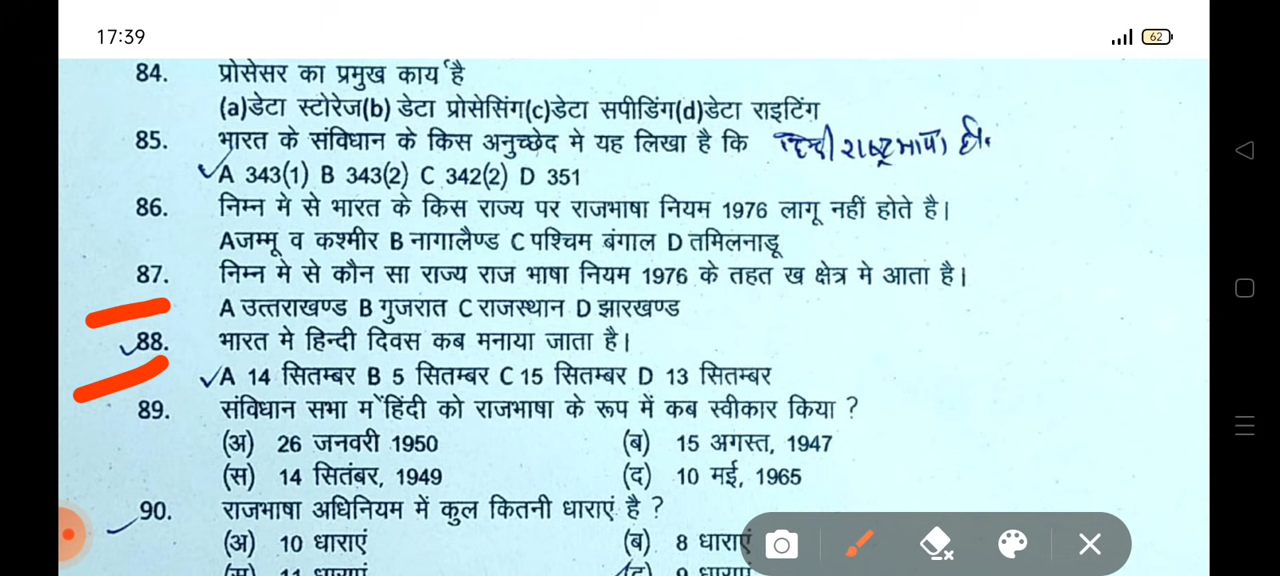 17:39
62
84. प्रोसेसर का प्रमुख काय है
(a)डेटा स्टोरेज(b) डेटा प्रोसेसिंग(c)डेटा सपीडिंग(d)डेटा राइटिंग
85. भारत के संविधान के किस अनुच्छेद मे यह लिखा है कि हिन्दी राष्ट्रभाषा है।
A 343(1) B 343(2) C 342(2) D 351
86. निम्न मे से भारत के किस राज्य पर राजभाषा नियम 1976 लागू नहीं होते है।
Aजम्मू व कश्मीर B नागालैण्ड C पश्चिम बंगाल D तमिलनाडू
87. निम्न मे से कौन सा राज्य राज भाषा नियम 1976 के तहत ख क्षेत्र मे आता है।
A उत्तराखण्ड B गुजरात C राजस्थान D झारखण्ड
88. भारत मे हिन्दी दिवस कब मनाया जाता है।
A 14 सितम्बर B 5 सितम्बर C 15 सितम्बर D 13 सितम्बर
89. संविधान सभा में हिंदी को राजभाषा के रूप में कब स्वीकार किया ?
(अ) 26 जनवरी 1950 (ब) 15 अगस्त, 1947
(स) 14 सितंबर, 1949 (द) 10 मई, 1965
90. राजभाषा अधिनियम में कुल कितनी धाराएं है ?
(अ) 10 धाराएं (ब) 8 धाराएं